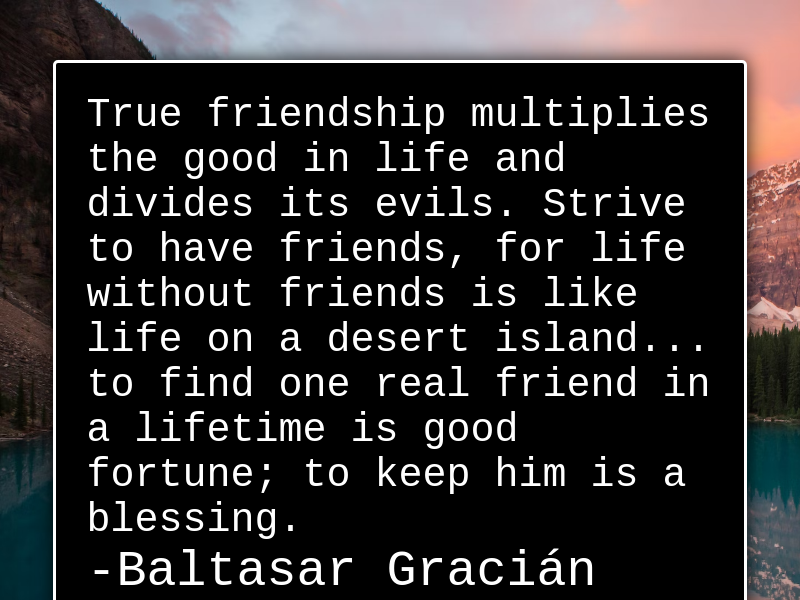 True friendship multiplies
the good in life and
divides its evils. Strive
to have friends, for life
without friends is like
life on a desert island...
to find one real friend in
a lifetime is good
fortune; to keep him is a
blessing.
-Baltasar Gracián